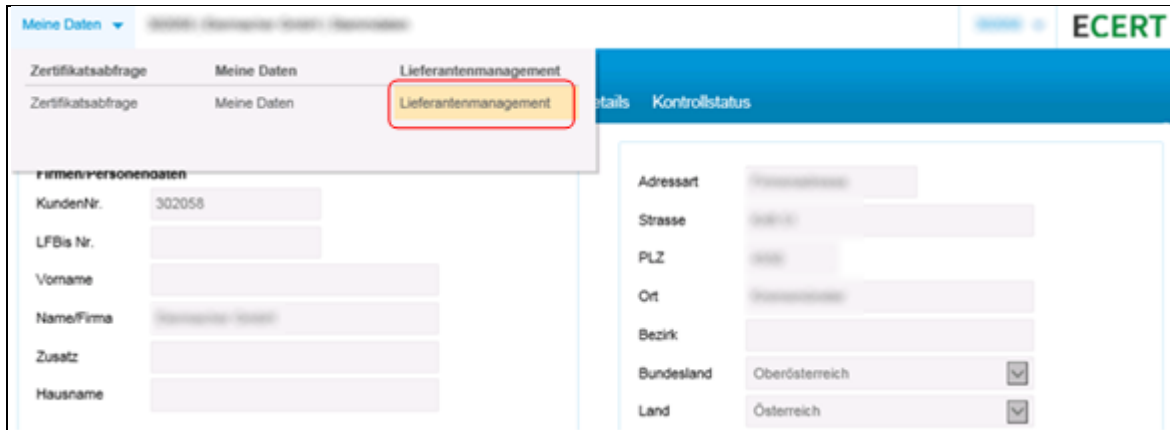 Meine Daten
ECERT
Zertifikatsabfrage Meine Daten Lieferantenmanagement
Zertifikatsabfrage Meine Daten Lieferantenmanagement
etails Kontrollstatus
Firmen/Personendaten
KundenNr. 302058
LFBis Nr.
Vorname
Name/Firma
Zusatz
Hausname
Adressart
Strasse
PLZ
Ort
Bezirk
Bundesland Oberösterreich
Land Österreich